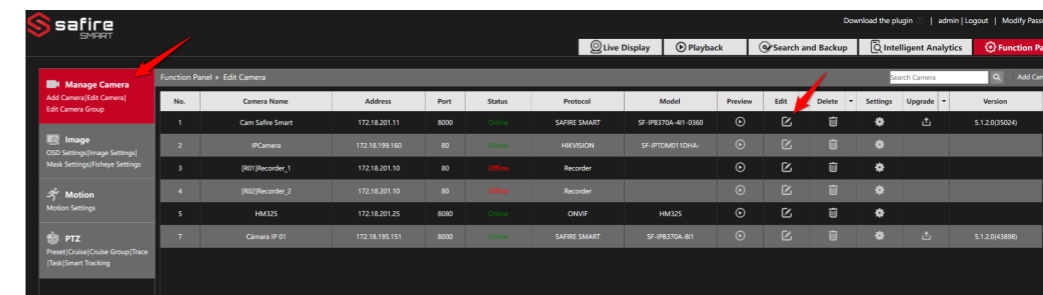 safire
SMART
Download the plugin | admin | Logout | Modify Pass
Live Display Playback Search and Backup Intelligent Analytics Function Pa
Manage Camera
Add Camera|Edit Camera|
Edit Camera Group
Image
OSD Settings|Image Settings|
Mask Settings|Fisheye Settings
Motion
Motion Settings
PTZ
Preset|Cruise|Cruise Group|Trace
|Task|Smart Tracking
Function Panel ▸ Edit Camera Search Camera Add Cam
No. Camera Name Address Port Status Protocol Model Preview Edit Delete Settings Upgrade Version
1 Cam Safire Smart 172.18.201.11 8000 Online SAFIRE SMART SF-IPB370A-4I1-0360 5.1.2.0(35024)
2 IPCamera 172.18.199.160 80 Online HIKVISION SF-IPTDM011DHA-
3 [R01]Recorder_1 172.18.201.10 80 Offline Recorder
4 [R02]Recorder_2 172.18.201.10 80 Offline Recorder
5 HM325 172.18.201.25 8080 Online ONVIF HM325
7 Cámara IP 01 172.18.195.151 8000 Online SAFIRE SMART SF-IPB370A-8I1 5.1.2.0(43898)